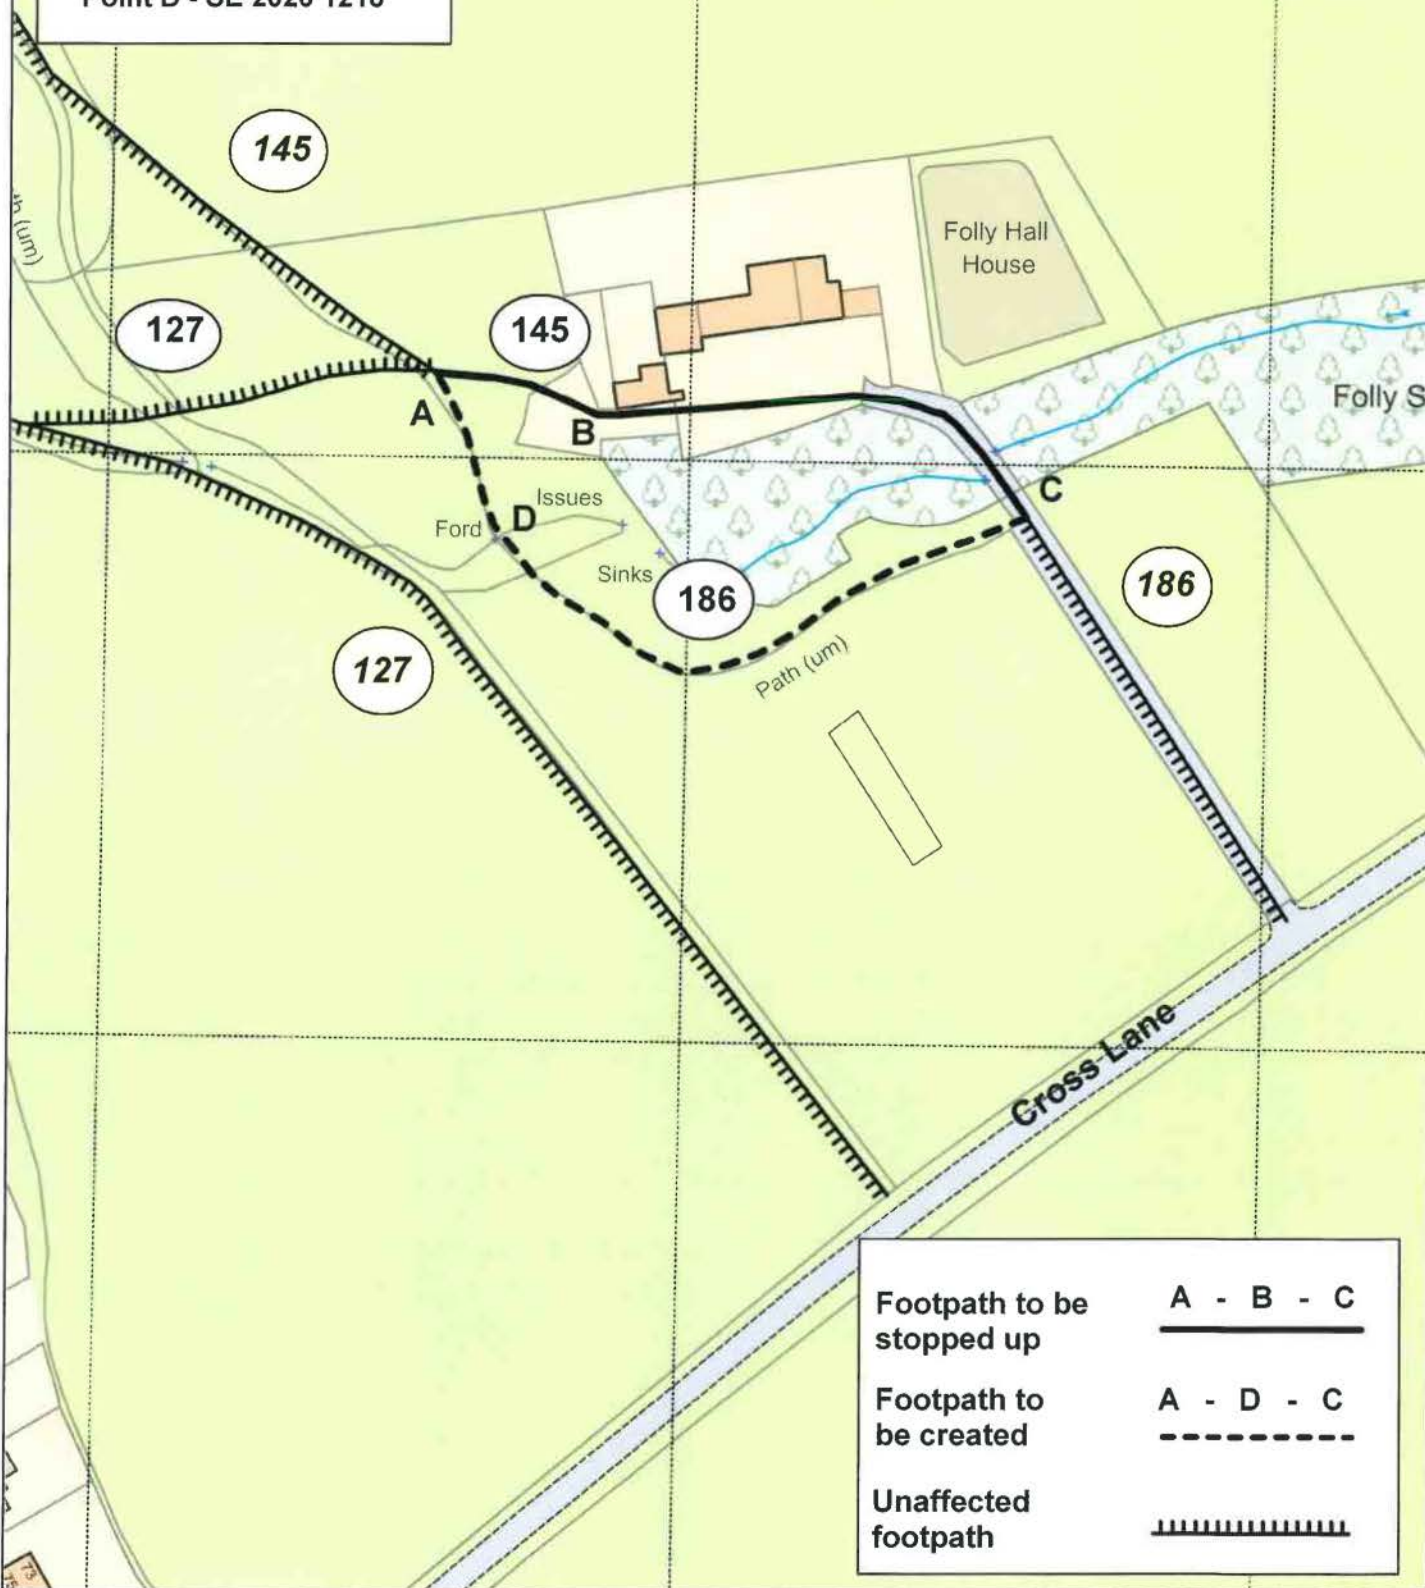 145
Folly Hall
House
127
145
Folly S
A
B
C
Issues
D
Ford
Sinks
186
186
127
Path (um)
Cross Lane
Footpath to be
stopped up
A - B - C
Footpath to
be created
A - D - C
Unaffected
footpath
73